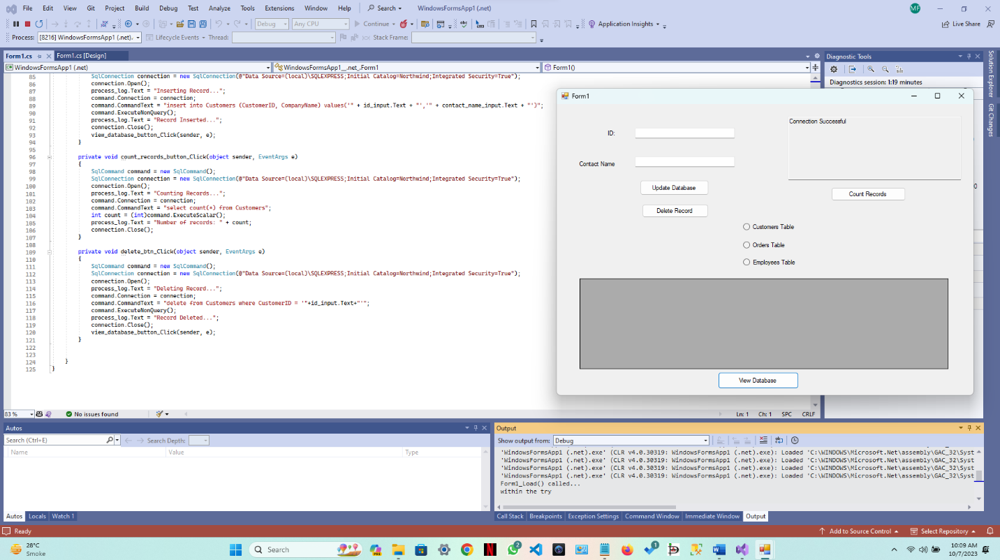 File Edit View Git Project Build Debug Test Analyze Tools Extensions Window Help Search WindowsFormsApp1 (.net) MF
Debug Any CPU Continue Application Insights Live Share
Process: [8216] WindowsFormsApp1 (.net). Lifecycle Events Thread: Stack Frame:
Form1.cs Form1.cs [Design]
WindowsFormsApp1 (.net) WindowsFormsApp1__.net_.Form1 Form1()
85 SqlConnection connection = new SqlConnection(@"Data Source=(local)\SQLEXPRESS;Initial Catalog=Northwind;Integrated Security=True");
86 connection.Open();
87 process_log.Text = "Inserting Record...";
88 command.Connection = connection;
89 command.CommandText = "insert into Customers (CustomerID, CompanyName) values('" + id_input.Text + "','" + contact_name_input.Text + "')";
90 command.ExecuteNonQuery();
91 process_log.Text = "Record Inserted...";
92 connection.Close();
93 view_database_button_Click(sender, e);
94 }
95
96 private void count_records_button_Click(object sender, EventArgs e)
97 {
98 SqlCommand command = new SqlCommand();
99 SqlConnection connection = new SqlConnection(@"Data Source=(local)\SQLEXPRESS;Initial Catalog=Northwind;Integrated Security=True");
100 connection.Open();
101 process_log.Text = "Counting Records...";
102 command.Connection = connection;
103 command.CommandText = "select count(*) from Customers";
104 int count = (int)command.ExecuteScalar();
105 process_log.Text = "Number of records: " + count;
106 connection.Close();
107 }
108
109 private void delete_btn_Click(object sender, EventArgs e)
110 {
111 SqlCommand command = new SqlCommand();
112 SqlConnection connection = new SqlConnection(@"Data Source=(local)\SQLEXPRESS;Initial Catalog=Northwind;Integrated Security=True");
113 connection.Open();
114 process_log.Text = "Deleting Record...";
115 command.Connection = connection;
116 command.CommandText = "delete from Customers where CustomerID = '"+id_input.Text+"'";
117 command.ExecuteNonQuery();
118 process_log.Text = "Record Deleted...";
119 connection.Close();
120 view_database_button_Click(sender, e);
121 }
122
123
124 }
125 }
83 % No issues found Ln: 1 Ch: 1 SPC CRLF
Diagnostic Tools
Diagnostics session: 1:19 minutes
Solution Explorer
Git Changes
Form1
ID:
Contact Name
Update Database
Delete Record
Connection Successful
Count Records
Customers Table
Orders Table
Employees Table
View Database
Autos
Search (Ctrl+E) Search Depth:
Name Value Type
Autos Locals Watch 1
Output
Show output from: Debug
'WindowsFormsApp1 (.net).exe' (CLR v4.0.30319: WindowsFormsApp1 (.net).exe): Loaded 'C:\WINDOWS\Microsoft.Net\assembly\GAC_32\Syst
'WindowsFormsApp1 (.net).exe' (CLR v4.0.30319: WindowsFormsApp1 (.net).exe): Loaded 'C:\WINDOWS\Microsoft.Net\assembly\GAC_32\Syst
'WindowsFormsApp1 (.net).exe' (CLR v4.0.30319: WindowsFormsApp1 (.net).exe): Loaded 'C:\WINDOWS\Microsoft.Net\assembly\GAC_32\Syst
'WindowsFormsApp1 (.net).exe' (CLR v4.0.30319: WindowsFormsApp1 (.net).exe): Loaded 'C:\WINDOWS\Microsoft.Net\assembly\GAC_32\Syst
Form1_Load() called...
within the try
Call Stack Breakpoints Exception Settings Command Window Immediate Window Output
Ready Add to Source Control Select Repository
28°C
Smoke
Search
2
1
10:09 AM
10/7/2023